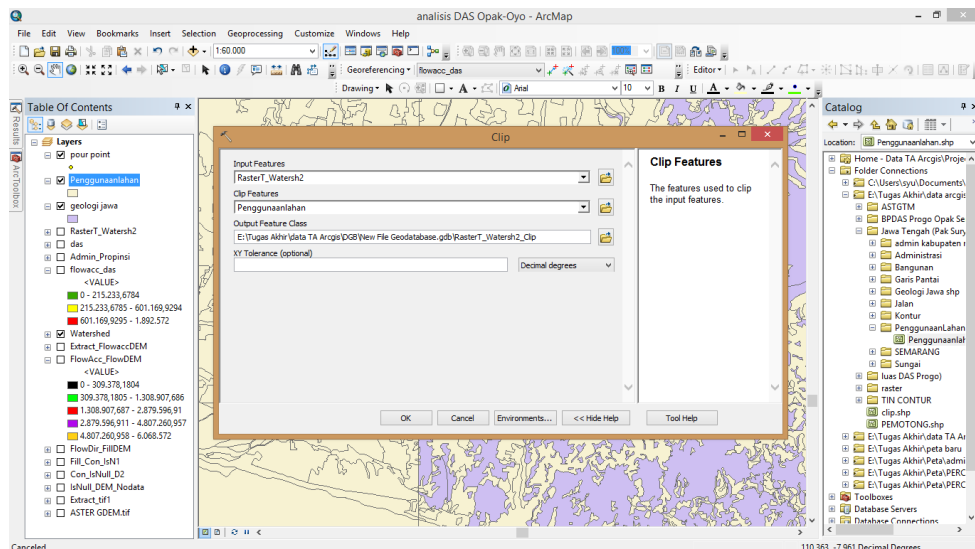 analisis DAS Opak-Oyo - ArcMap
File Edit View Bookmarks Insert Selection Geoprocessing Customize Windows Help
1:60.000
100%
Georeferencing flowacc_das Editor
Drawing A Arial 10 B I U A
Table Of Contents
Results
ArcToolbox
Layers
pour point
Penggunaanlahan
geologi jawa
RasterT_Watersh2
das
Admin_Propinsi
flowacc_das
<VALUE>
0 - 215.233,6784
215.233,6785 - 601.169,9294
601.169,9295 - 1.892.572
Watershed
Extract_FlowaccDEM
FlowAcc_FlowDEM
<VALUE>
0 - 309.378,1804
309.378,1805 - 1.308.907,686
1.308.907,687 - 2.879.596,91
2.879.596,911 - 4.807.260,957
4.807.260,958 - 6.068.572
FlowDir_FillDEM
Fill_Con_IsN1
Con_IsNull_D2
IsNull_DEM_Nodata
Extract_tif1
ASTER GDEM.tif
Clip
Input Features
RasterT_Watersh2
Clip Features
Penggunaanlahan
Output Feature Class
E:\Tugas Akhir\data TA Arcgis\DGB\New File Geodatabase.gdb\RasterT_Watersh2_Clip
XY Tolerance (optional)
Decimal degrees
OK Cancel Environments... << Hide Help
Clip Features
The features used to clip
the input features.
Tool Help
Catalog
Location: Penggunaanlahan.shp
Home - Data TA Arcgis\Proje
Folder Connections
C:\Users\syu\Documents\
E:\Tugas Akhir\data arcgis
ASTGTM
BPDAS Progo Opak Se
Jawa Tengah (Pak Sury
admin kabupaten r
Administrasi
Bangunan
Garis Pantai
Geologi Jawa shp
Jalan
Kontur
PenggunaanLahan
Penggunaanlah
SEMARANG
Sungai
luas DAS Progo)
raster
TIN CONTUR
clip.shp
PEMOTONG.shp
E:\Tugas Akhir\data TA Ar
E:\Tugas Akhir\peta baru
E:\Tugas Akhir\Peta\admi
E:\Tugas Akhir\Peta\PERC
E:\Tugas Akhir\Peta\PERC
Toolboxes
Database Servers
Database Connections
Canceled
110,363 -7,961 Decimal Degrees